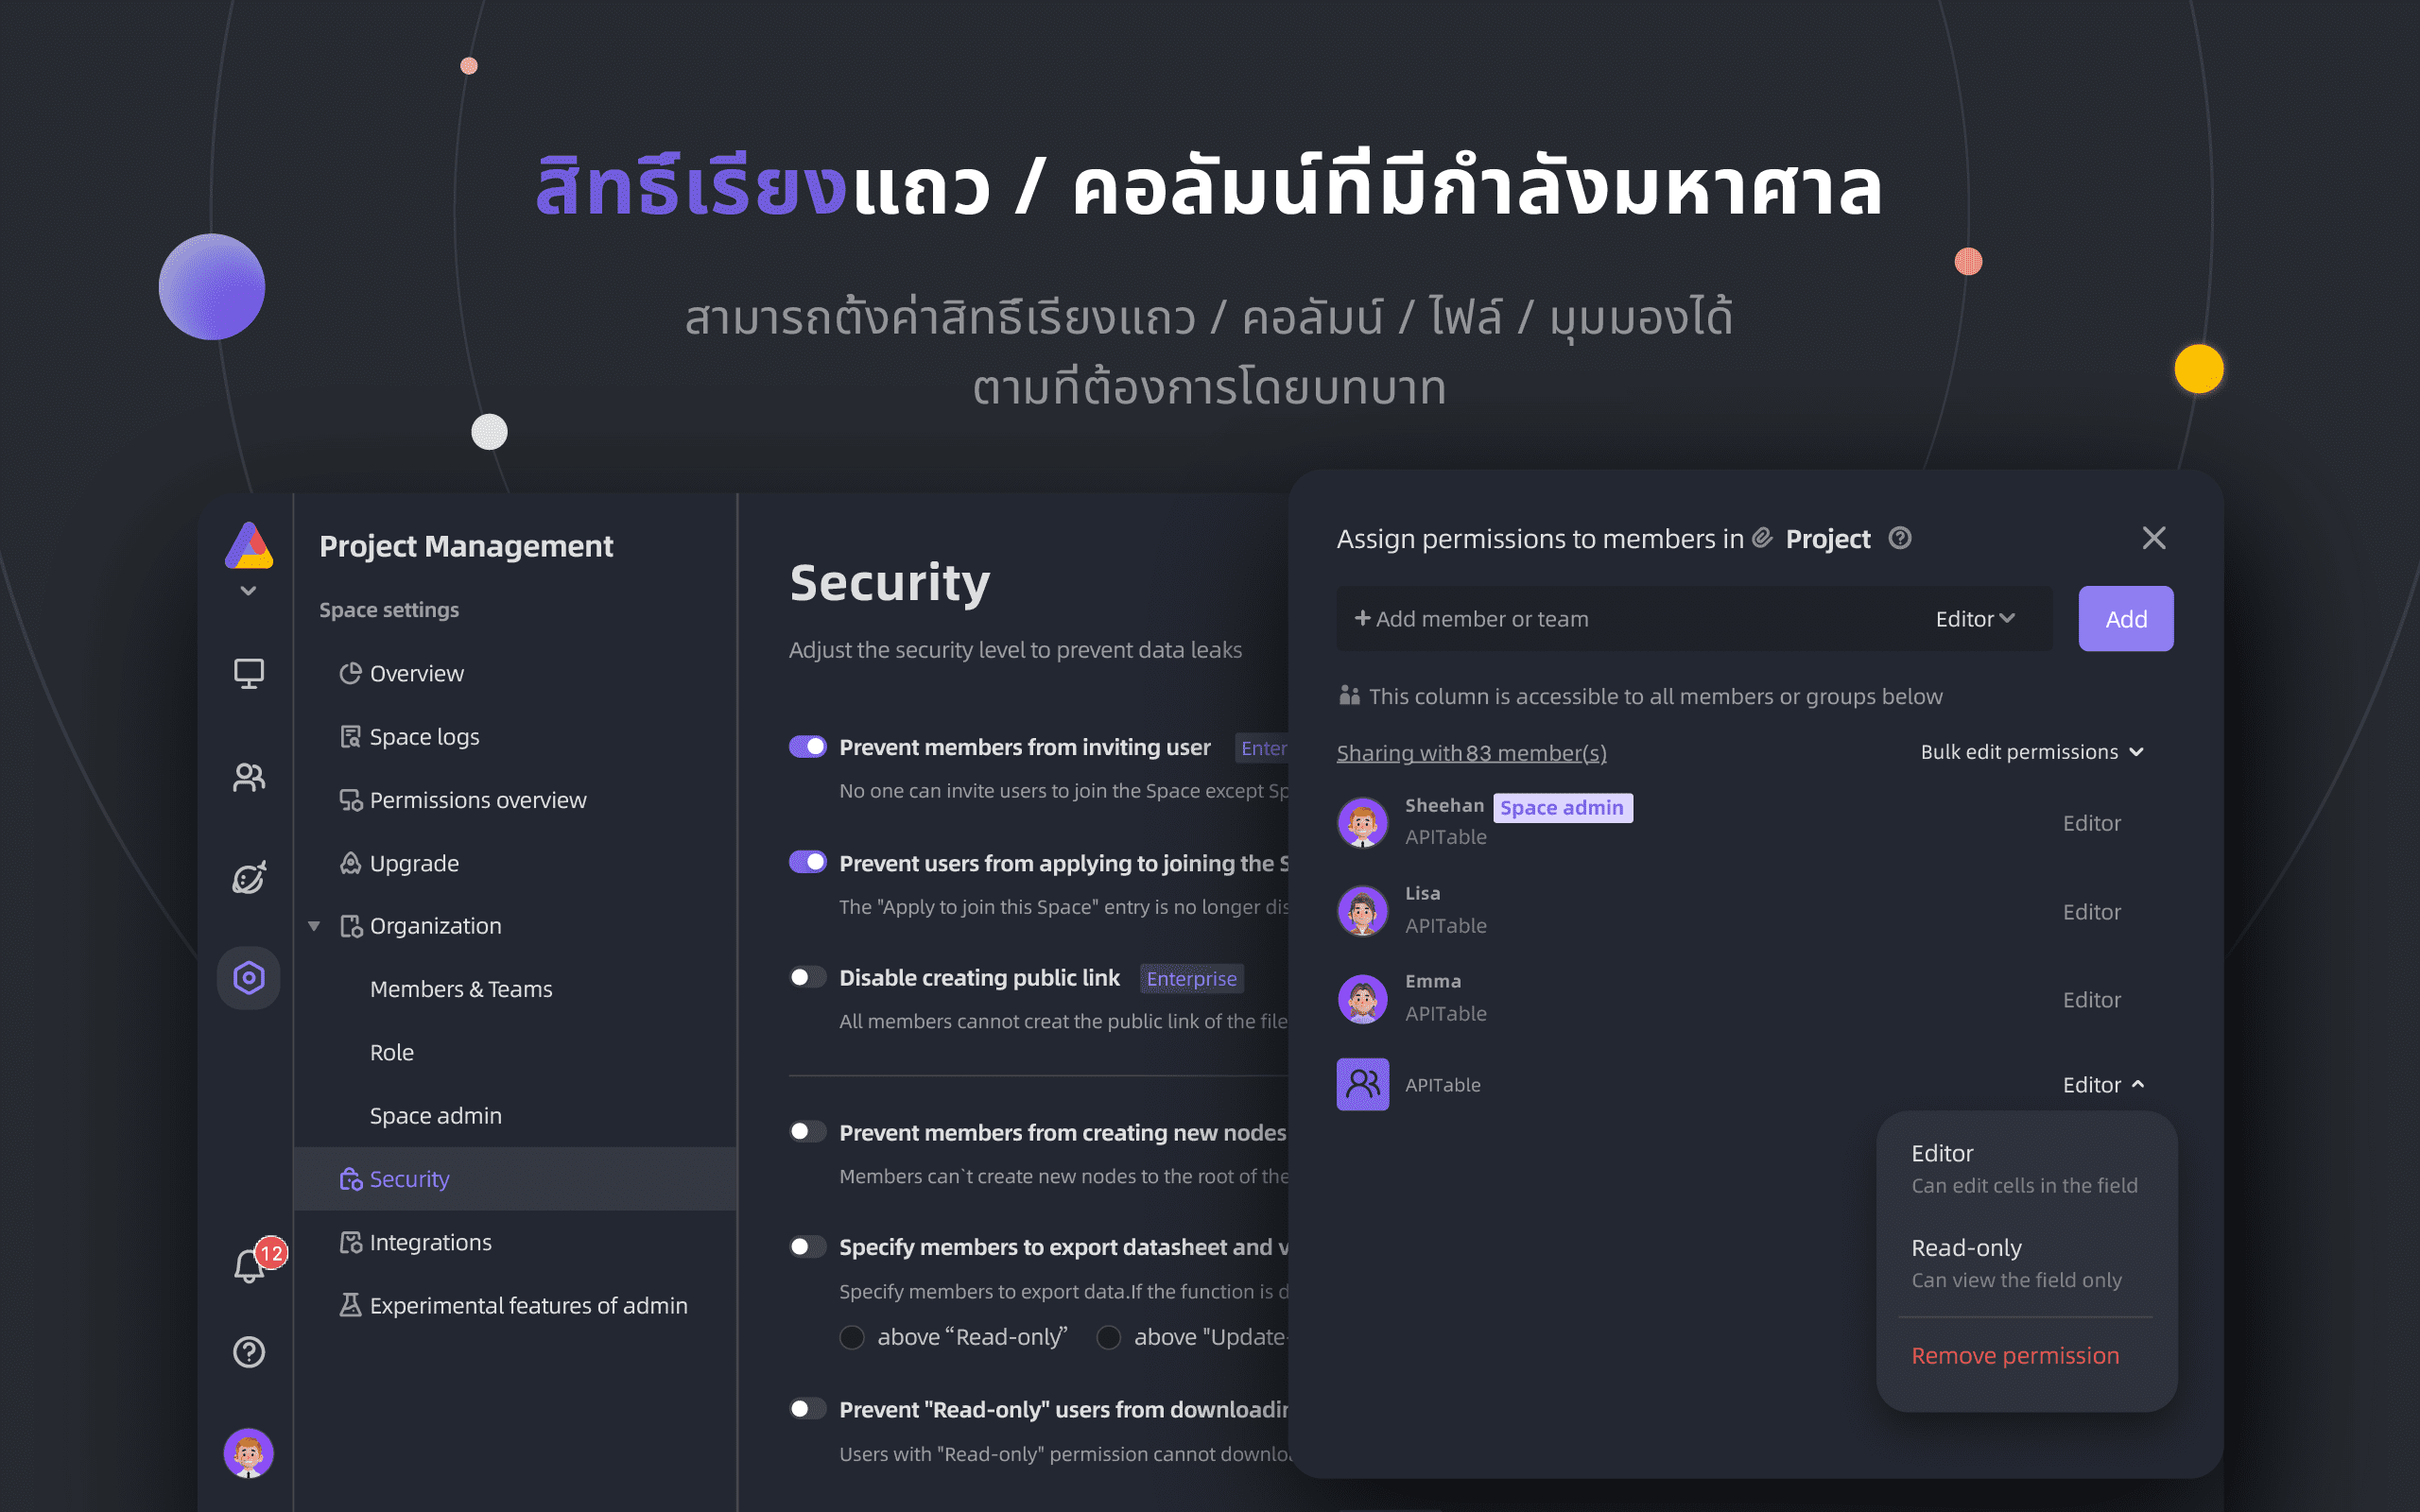 สิทธิ์เรียงแถว / คอลัมน์ที่มีกำลังมหาศาล
สามารถตั้งค่าสิทธิ์เรียงแถว / คอลัมน์ / ไฟล์ / มุมมองได้
ตามที่ต้องการโดยบทบาท
Project Management
Space settings
Overview
Space logs
Permissions overview
Upgrade
Organization
Members & Teams
Role
Space admin
Security
Integrations
Experimental features of admin
12
Security
Adjust the security level to prevent data leaks
Prevent members from inviting user Enter
No one can invite users to join the Space except Sp
Prevent users from applying to joining the S
The "Apply to join this Space" entry is no longer dis
Disable creating public link Enterprise
All members cannot creat the public link of the file
Prevent members from creating new nodes
Members can`t create new nodes to the root of the
Specify members to export datasheet and v
Specify members to export data.If the function is d
above “Read-only” above "Update-
Prevent "Read-only" users from downloadin
Users with "Read-only" permission cannot downloa
Assign permissions to members in Project
+ Add member or team Editor Add
This column is accessible to all members or groups below
Sharing with 83 member(s) Bulk edit permissions
Sheehan Space admin
APITable Editor
Lisa
APITable Editor
Emma
APITable Editor
APITable Editor
Editor
Can edit cells in the field
Read-only
Can view the field only
Remove permission